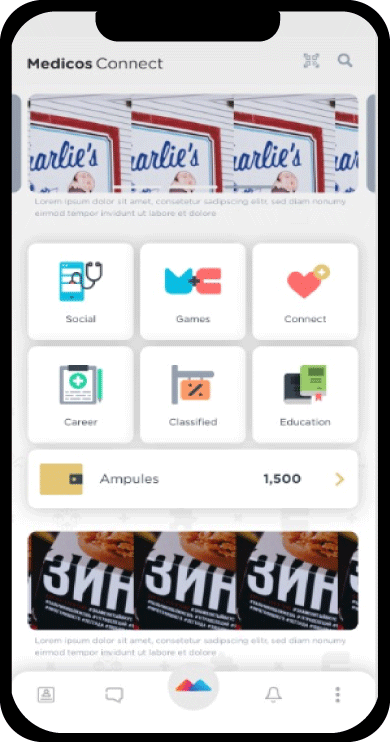 Medicos Connect
arlie's arlie's arlie's
Lorem ipsum dolor sit amet, consetetur sadipscing elitr, sed diam nonumy
eirmod tempor invidunt ut labore et dolore
Social Games Connect
Career Classified Education
Ampules 1,500
ЗИН ЗИН ЗИН
Lorem ipsum dolor sit amet, consetetur sadipscing elitr, sed diam nonumy
eirmod tempor invidunt ut labore et dolore